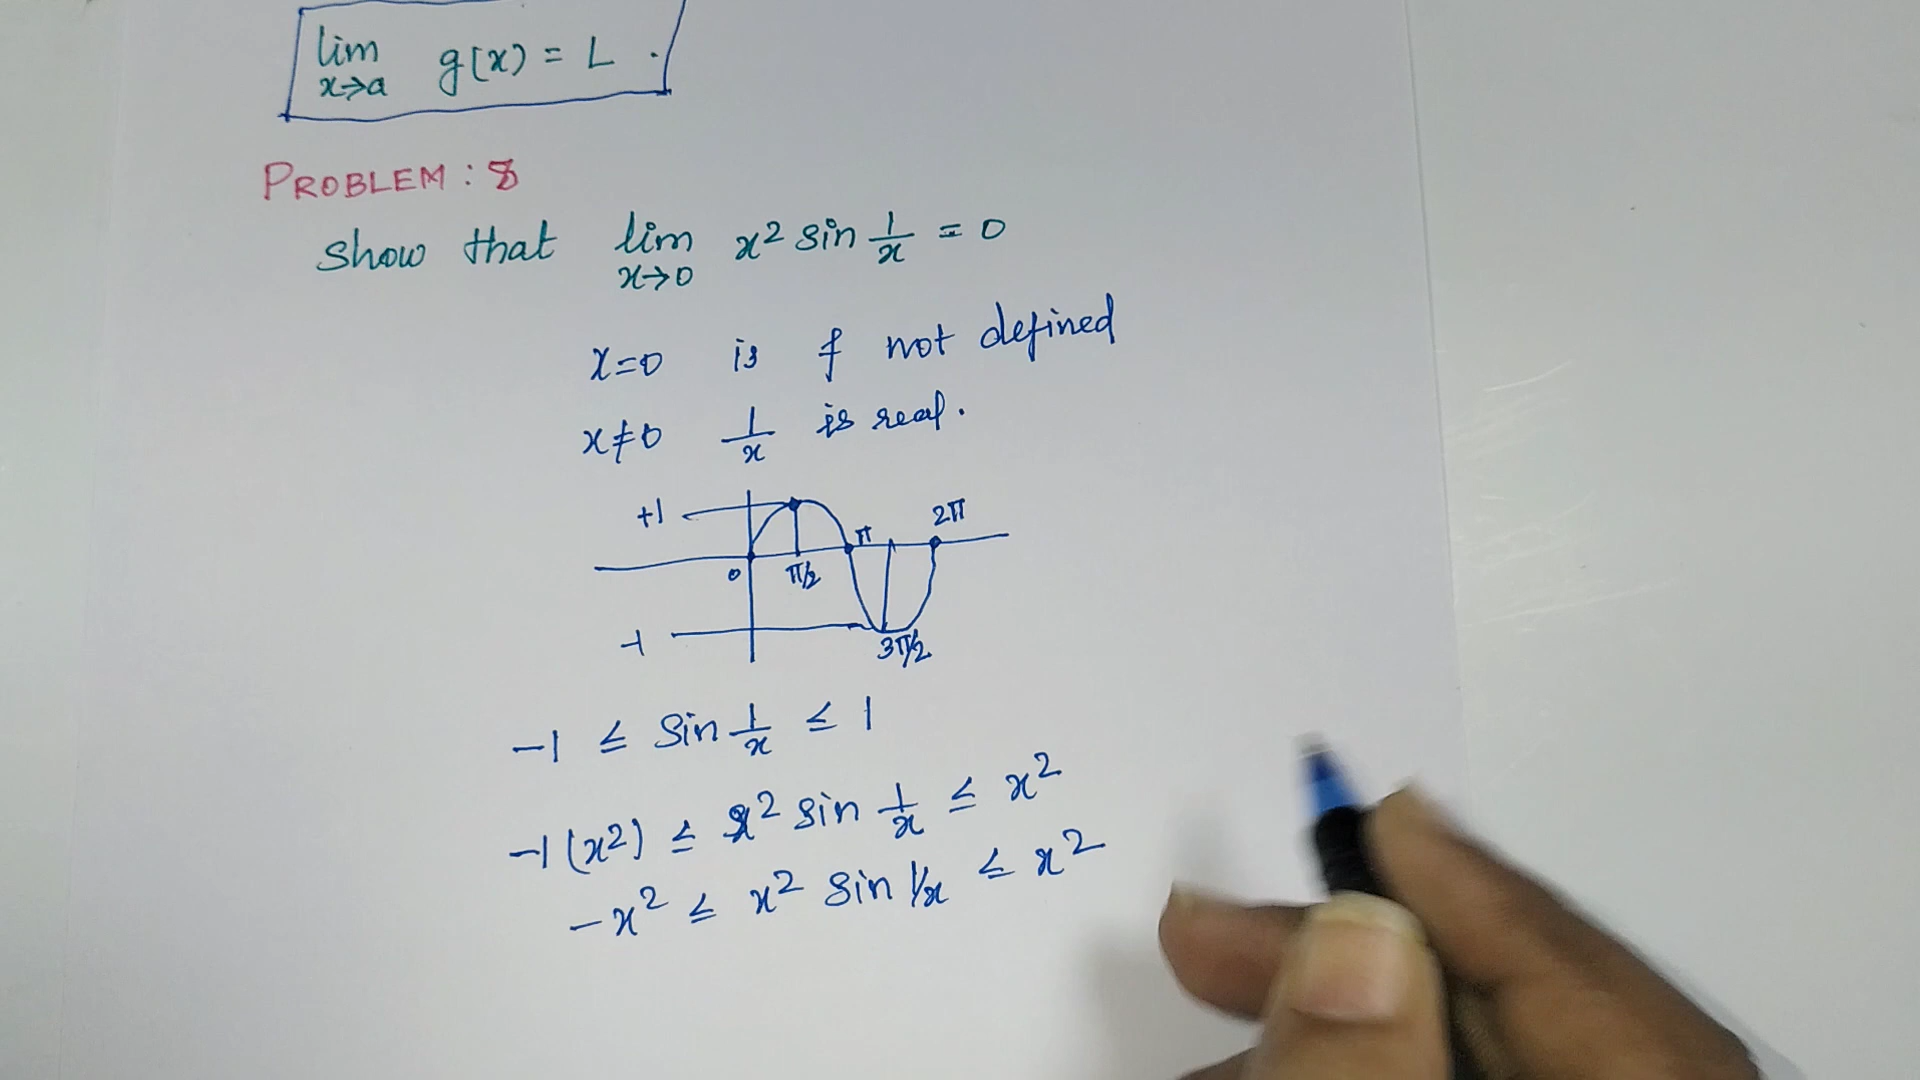 lim g(x) = L .
x→a
PROBLEM : 8
show that lim x² sin 1/x = 0
x→0
x=0 is f not defined
x≠0 1/x is real.
+1
2π
π
0
π/2
-1
3π/2
-1 ≤ Sin 1/x ≤ 1
-1 (x²) ≤ x² sin 1/x ≤ x²
-x² ≤ x² sin 1/x ≤ x²